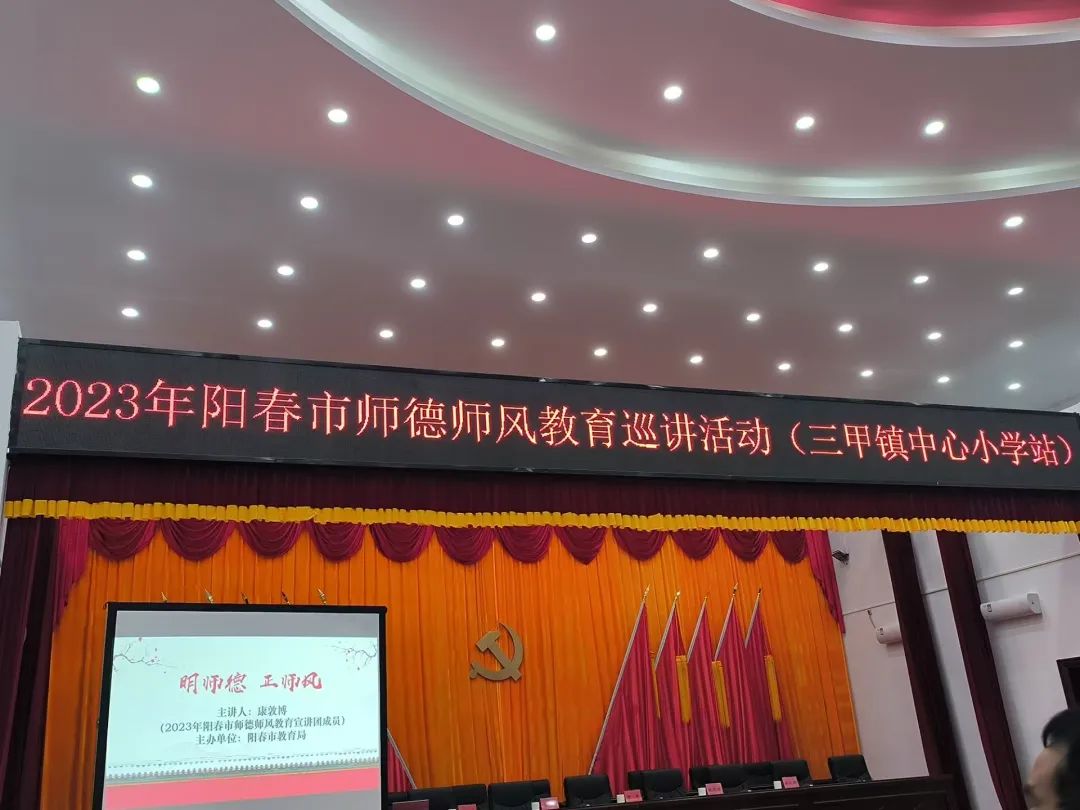 2023年阳春市师德师风教育巡讲活动（三甲镇中心小学站）
明师德 正师风
主讲人：康敦博
（2023年阳春市师德师风教育宣讲团成员）
主办单位：阳春市教育局